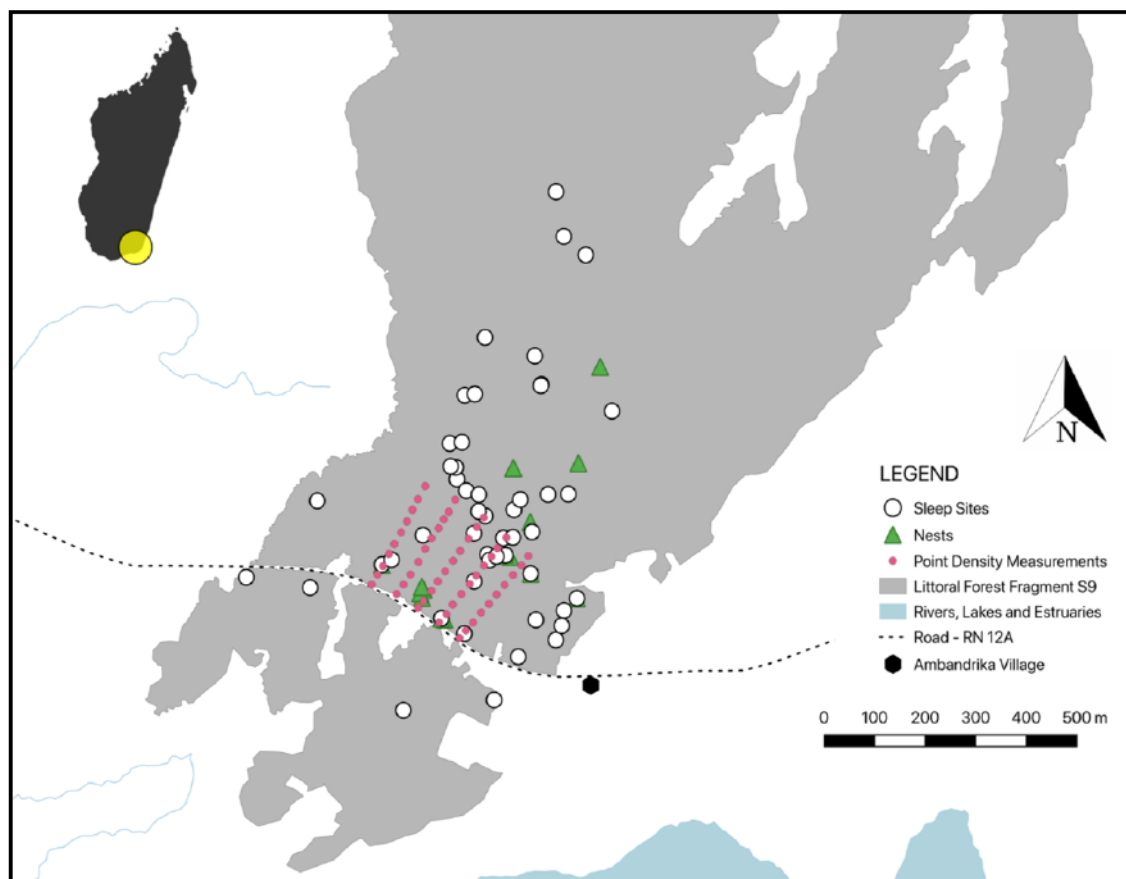 N
LEGEND
Sleep Sites
Nests
Point Density Measurements
Littoral Forest Fragment S9
Rivers, Lakes and Estuaries
Road - RN 12A
Ambandrika Village
0 100 200 300 400 500 m